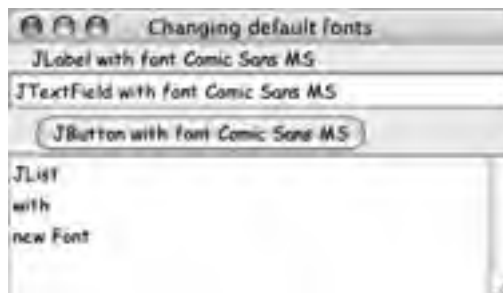 Changing default fonts
JLabel with font Comic Sans MS
JTextField with font Comic Sans MS
JButton with font Comic Sans MS
JList
with
new Font